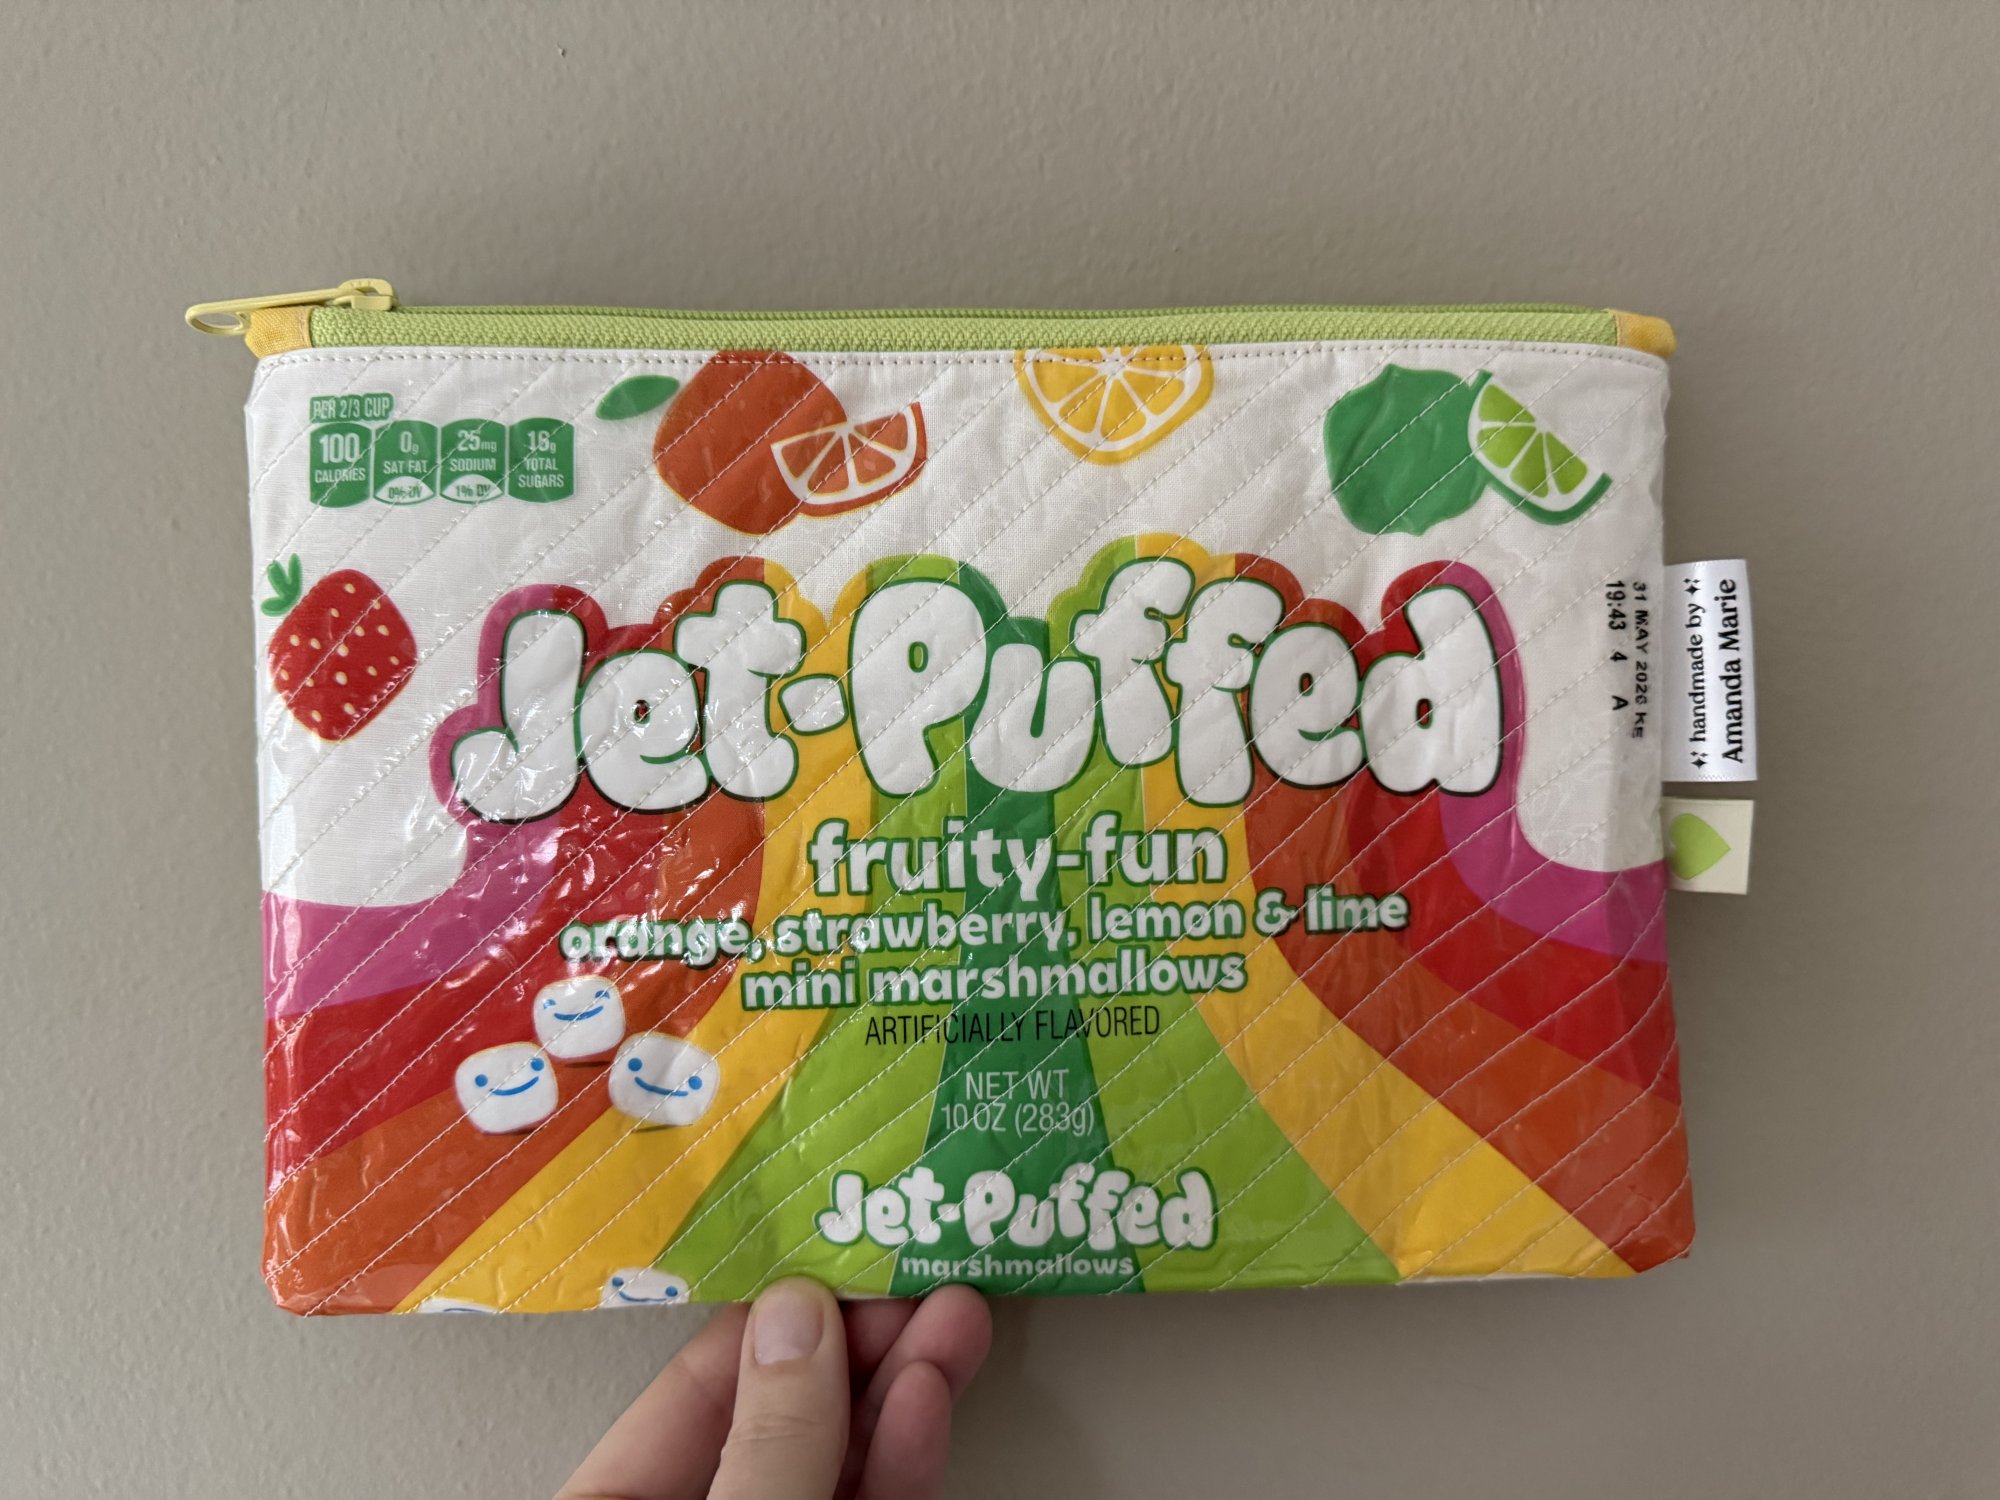 PER 2/3 CUP
100 CALORIES
0g SAT FAT 0% DV
25mg SODIUM 1% DV
16g TOTAL SUGARS
Jet-Puffed
fruity-fun
orange, strawberry, lemon & lime
mini marshmallows
ARTIFICIALLY FLAVORED
NET WT
10 OZ (283g)
Jet-Puffed
marshmallows
31 MAY 2026 KE
19:43 4 A
handmade by
Amanda Marie